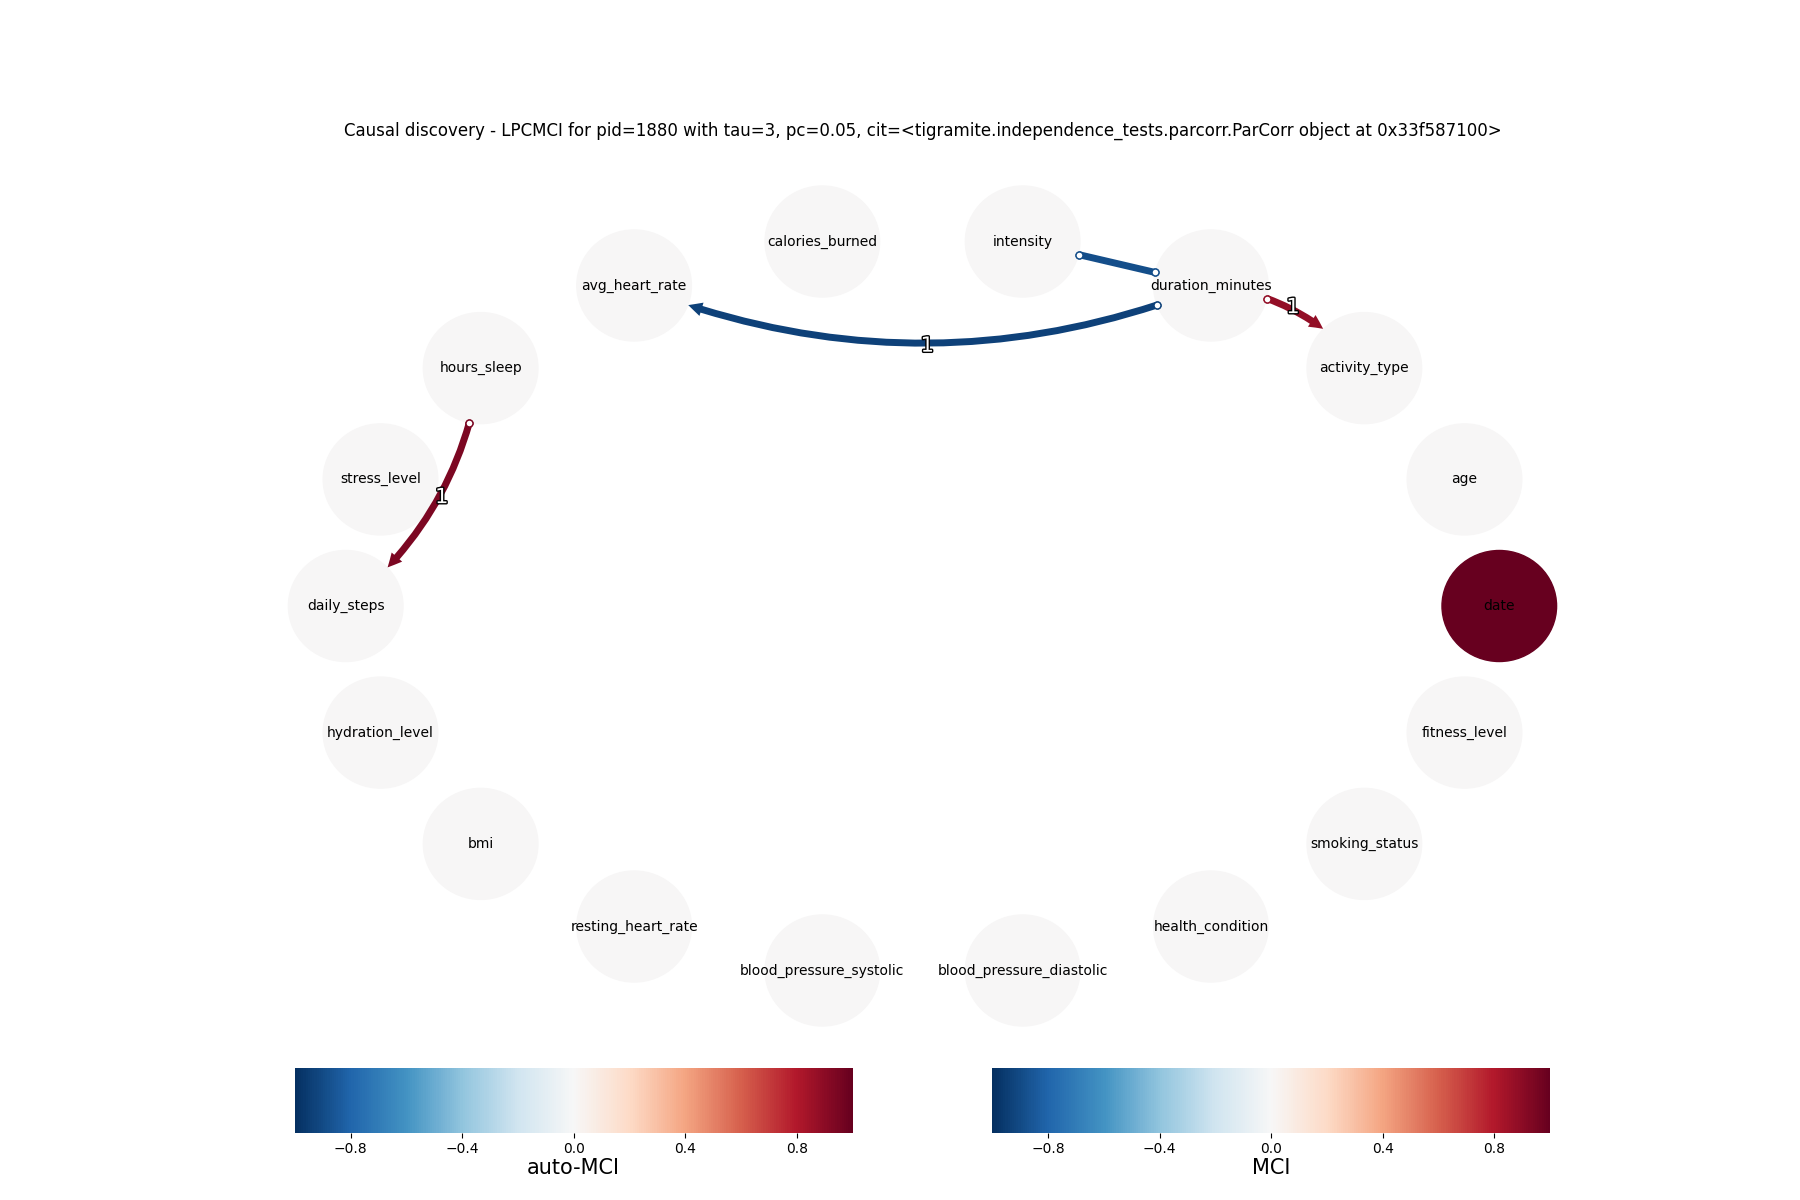 Causal discovery - LPCMCI for pid=1880 with tau=3, pc=0.05, cit=<tigramite.independence_tests.parcorr.ParCorr object at 0x33f587100>
calories_burned
intensity
avg_heart_rate
duration_minutes
1
1
hours_sleep
activity_type
stress_level
1
age
daily_steps
date
hydration_level
fitness_level
bmi
smoking_status
resting_heart_rate
health_condition
blood_pressure_systolic
blood_pressure_diastolic
−0.8 −0.4 0.0 0.4 0.8
auto-MCI
−0.8 −0.4 0.0 0.4 0.8
MCI